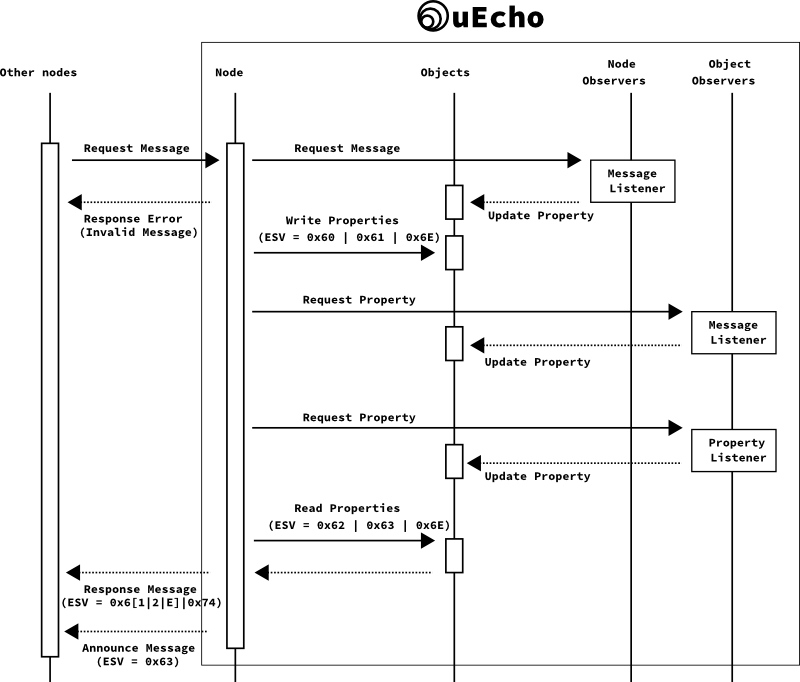 uEcho
Other nodes
Node
Objects
Node
Observers
Object
Observers
Request Message
Request Message
Message
Listener
Response Error
(Invalid Message)
Update Property
Write Properties
(ESV = 0x60 | 0x61 | 0x6E)
Request Property
Message
Listener
Update Property
Request Property
Property
Listener
Update Property
Read Properties
(ESV = 0x62 | 0x63 | 0x6E)
Response Message
(ESV = 0x6[1|2|E]|0x74)
Announce Message
(ESV = 0x63)